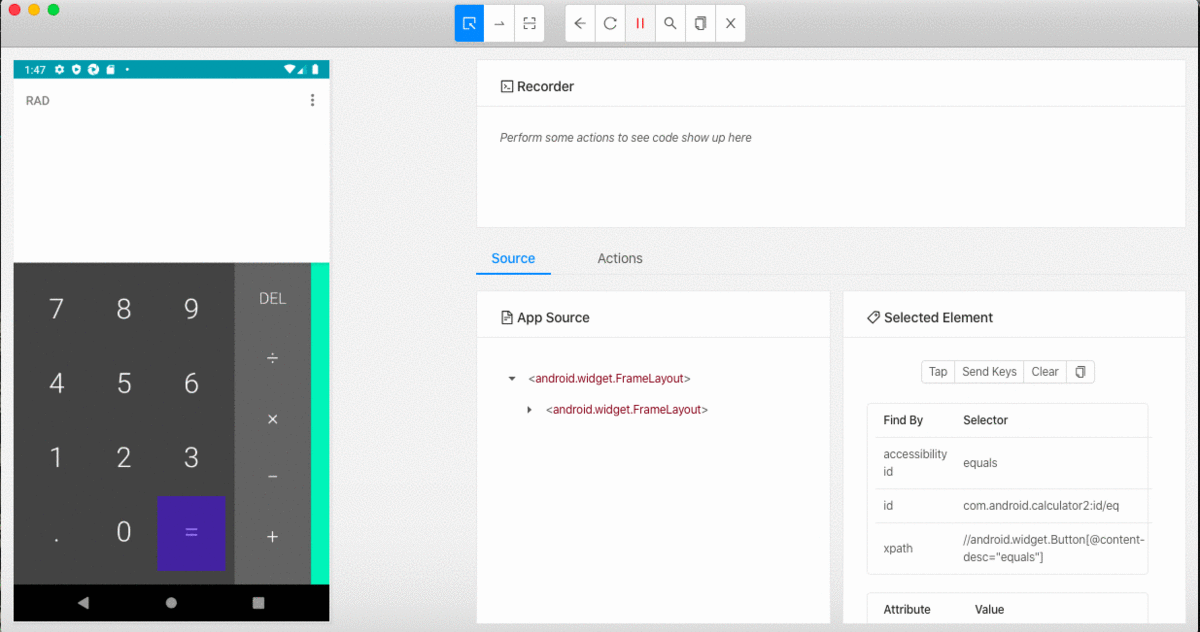 1:47
RAD
7 8 9 DEL
÷
4 5 6
×
1 2 3
−
. 0 = +
Recorder
Perform some actions to see code show up here
Source Actions
App Source
<android.widget.FrameLayout>
<android.widget.FrameLayout>
Selected Element
Tap Send Keys Clear
Find By Selector
accessibility
id
equals
id com.android.calculator2:id/eq
xpath
//android.widget.Button[@content-
desc="equals"]
Attribute Value